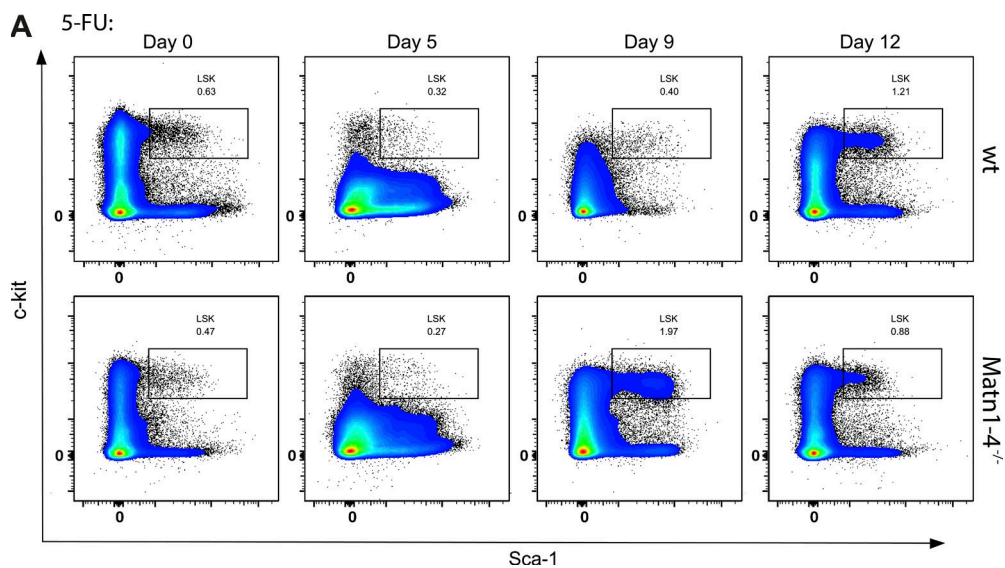 A
5-FU:
Day 0
Day 5
Day 9
Day 12
LSK
0.63
LSK
0.32
LSK
0.40
LSK
1.21
wt
0
0
0
0
0
0
0
0
c-kit
LSK
0.47
LSK
0.27
LSK
1.97
LSK
0.88
Matn1-4-/-
0
0
0
0
0
0
0
0
Sca-1